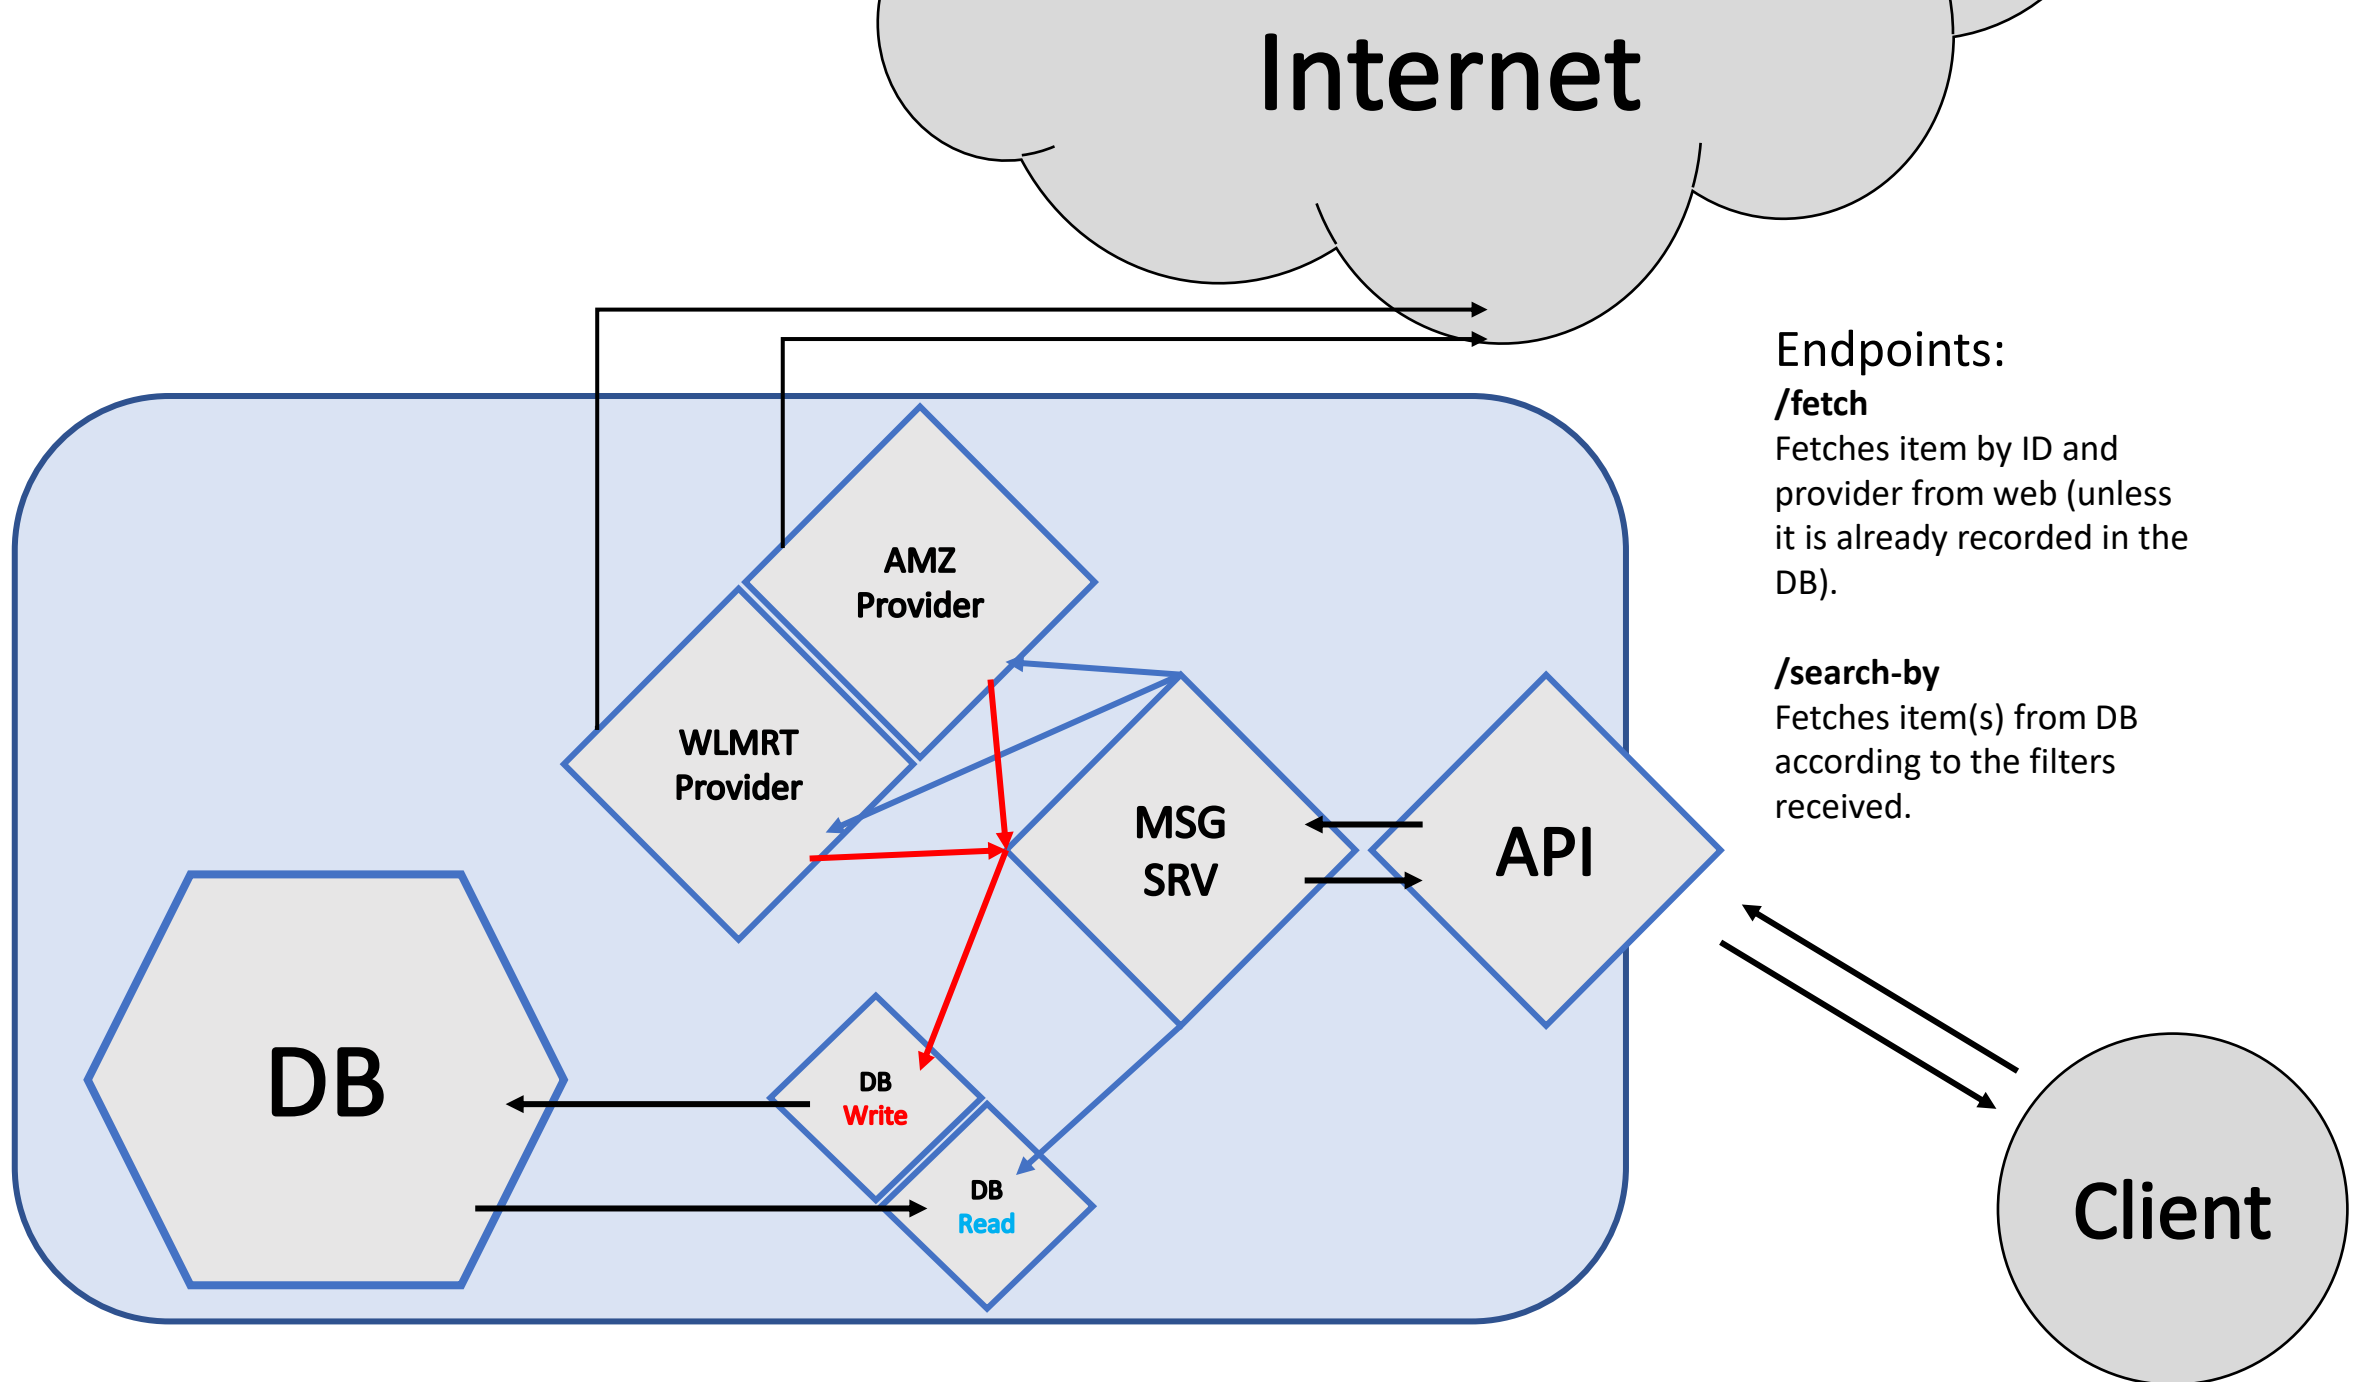 Internet
Endpoints:
/fetch
Fetches item by ID and
provider from web (unless
it is already recorded in the
DB).
/search-by
Fetches item(s) from DB
according to the filters
received.
AMZ
Provider
WLMRT
Provider
MSG
SRV
API
DB
DB
Write
DB
Read
Client